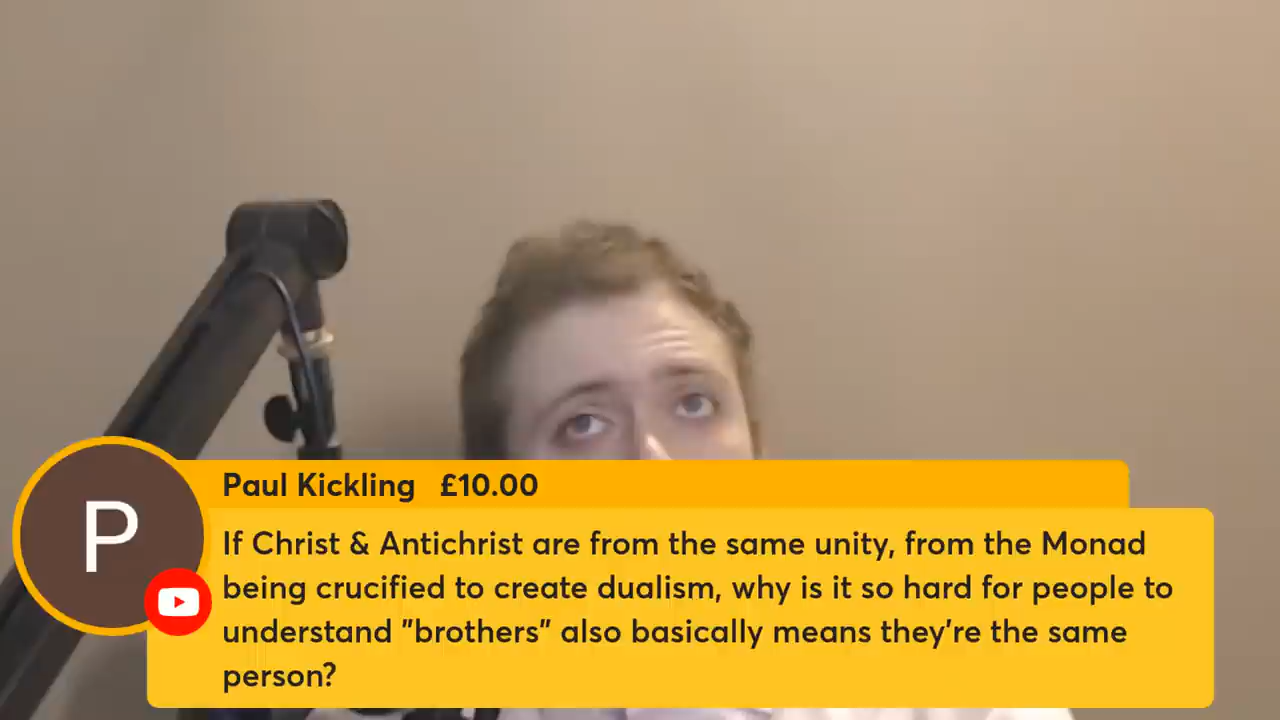 Paul Kickling £10.00
P
If Christ & Antichrist are from the same unity, from the Monad
being crucified to create dualism, why is it so hard for people to
understand "brothers" also basically means they're the same
person?